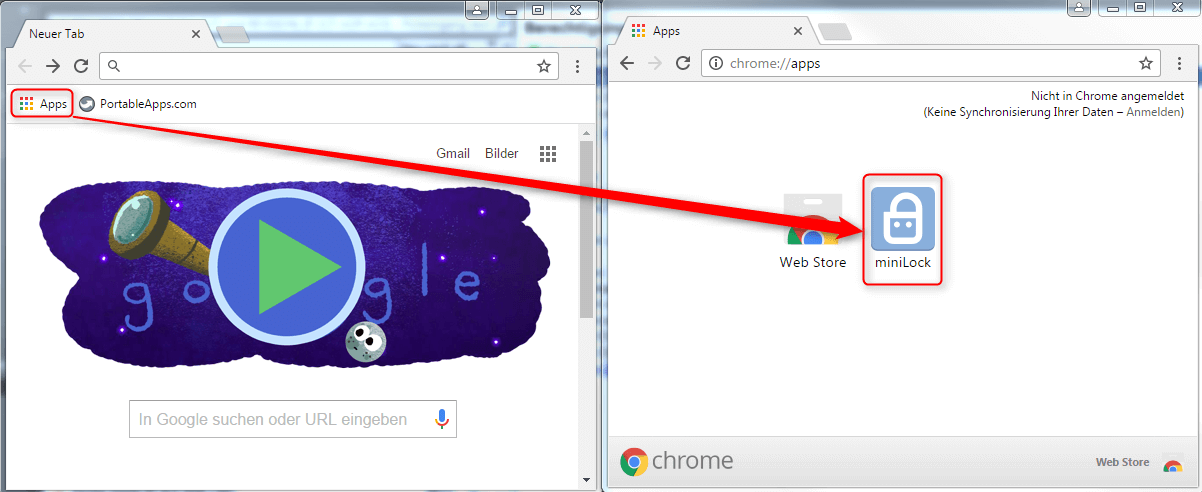 Neuer Tab
Apps
PortableApps.com
Gmail
Bilder
google
In Google suchen oder URL eingeben
Apps
chrome://apps
Nicht in Chrome angemeldet
(Keine Synchronisierung Ihrer Daten – Anmelden)
Web Store
miniLock
chrome
Web Store